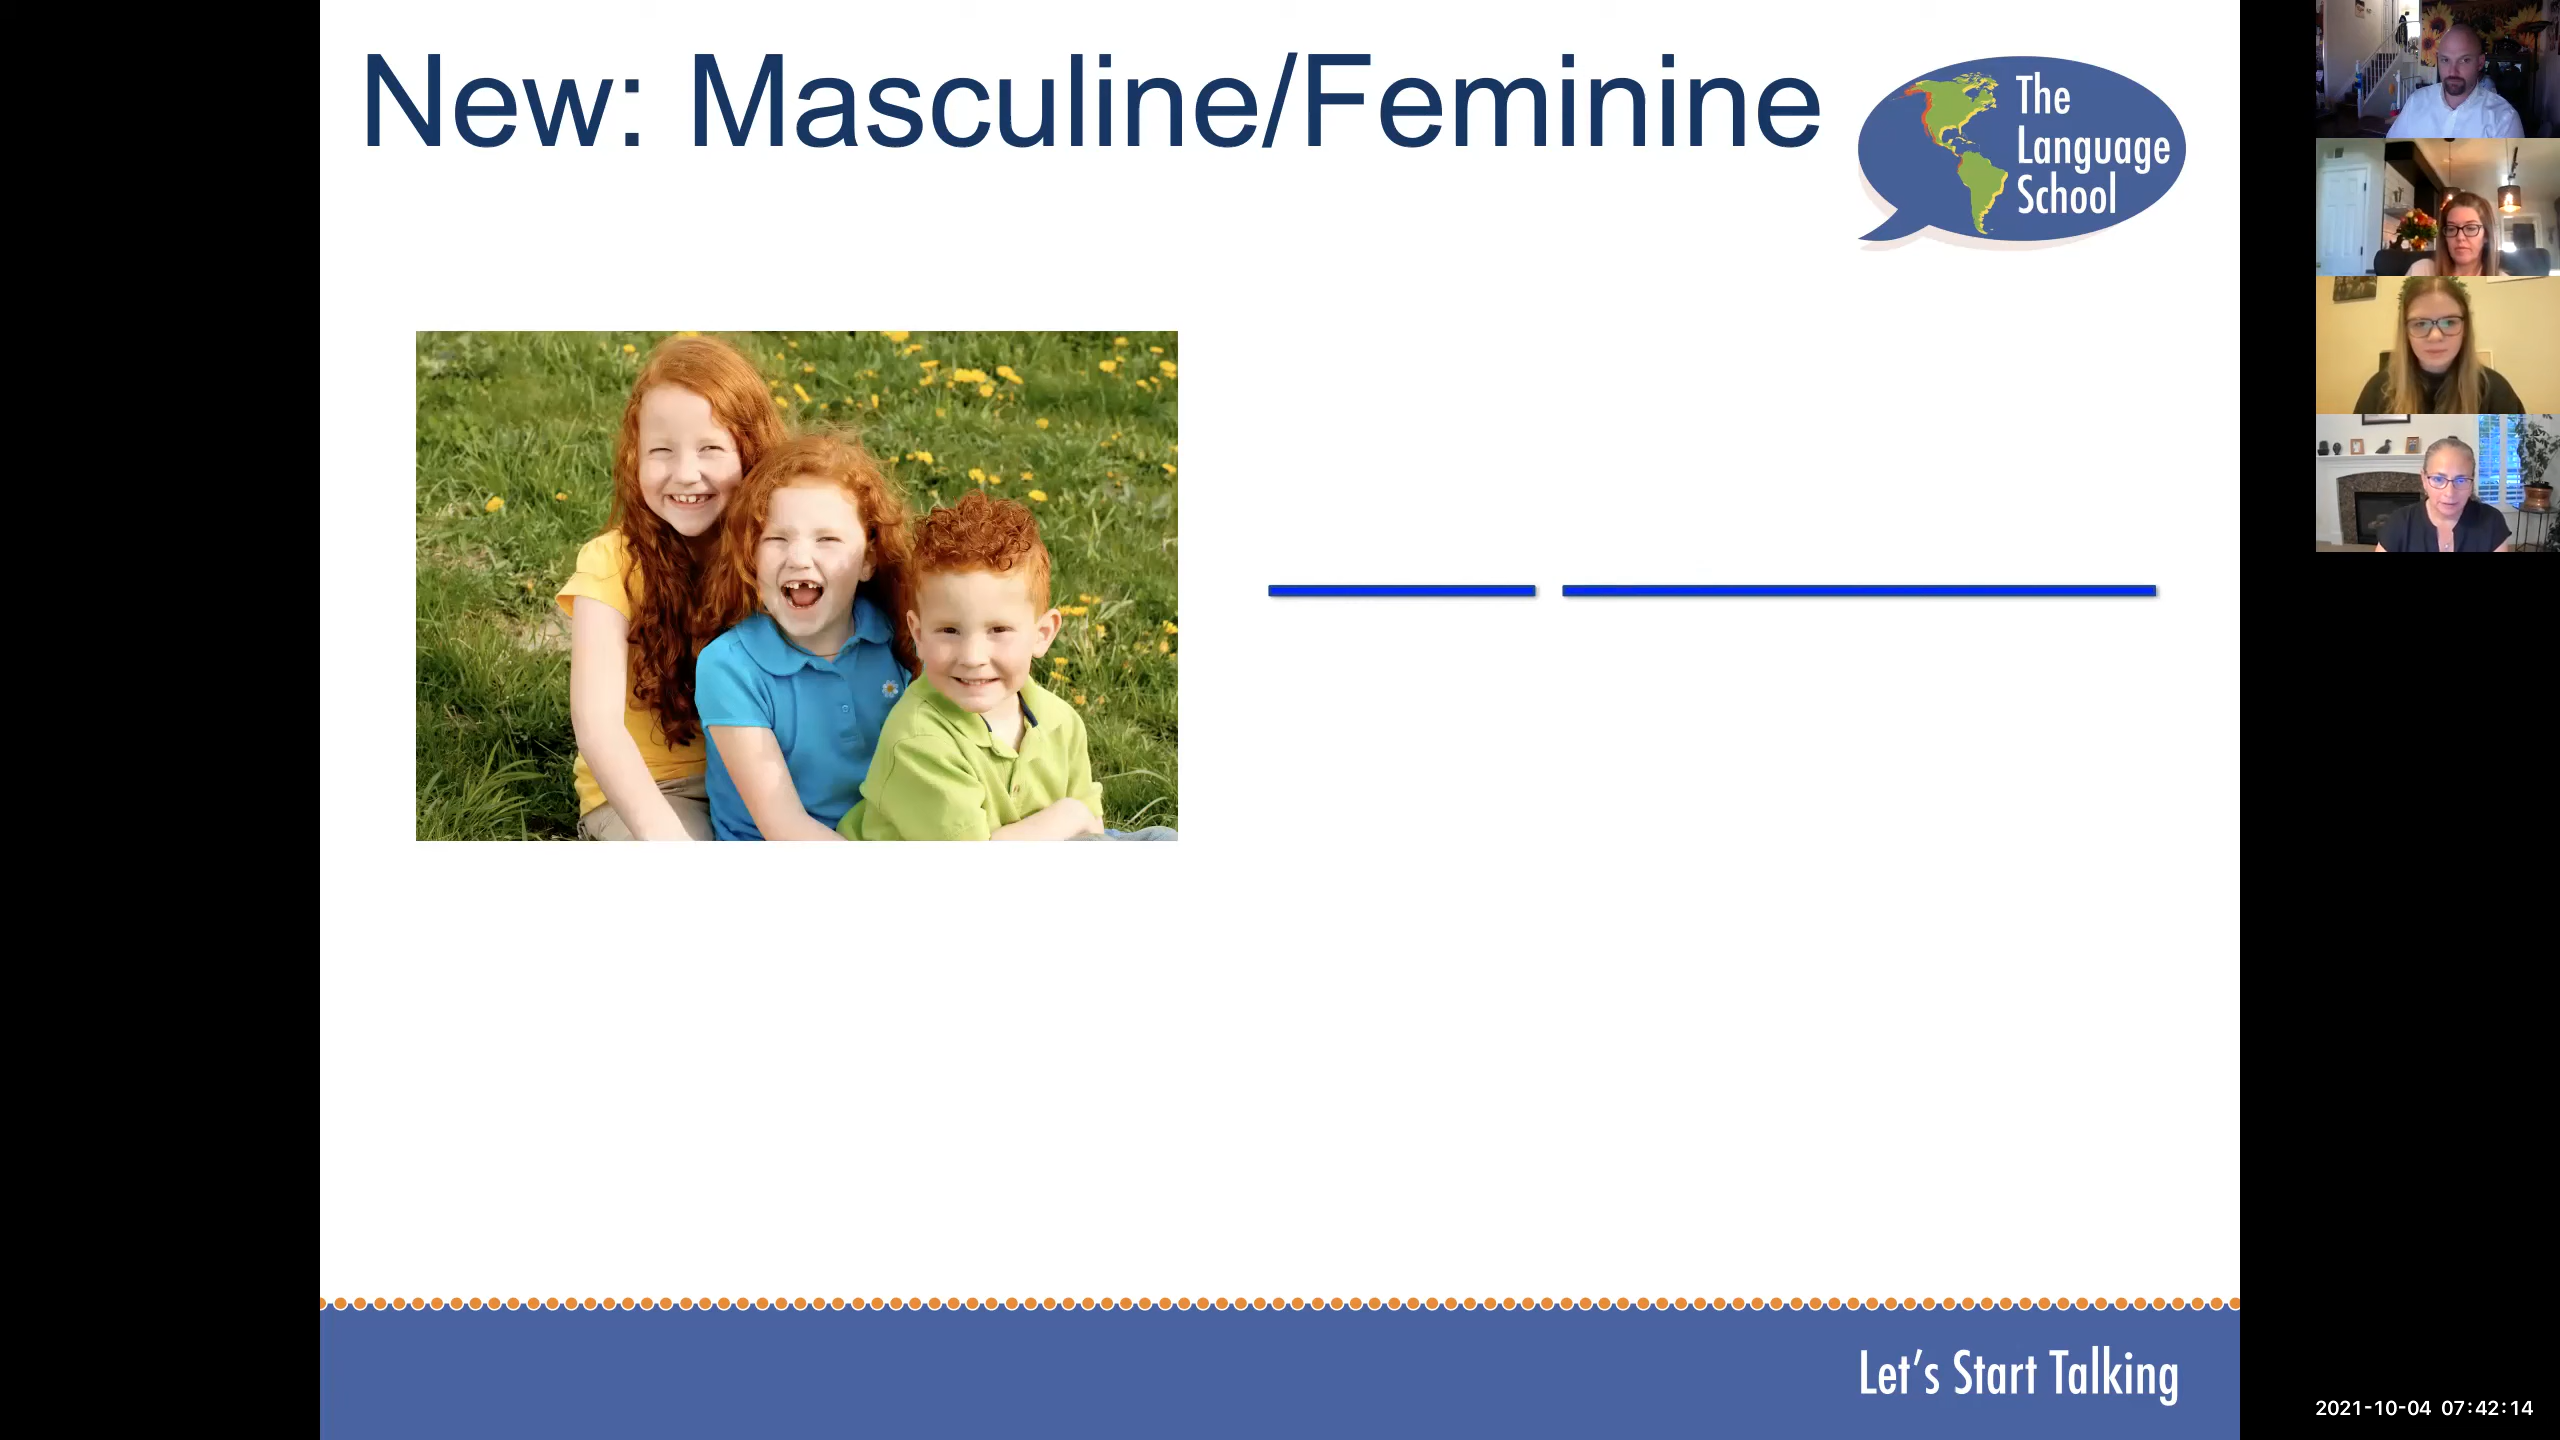 New: Masculine/Feminine
The
Language
School
Let's Start Talking
2021-10-04 07:42:14